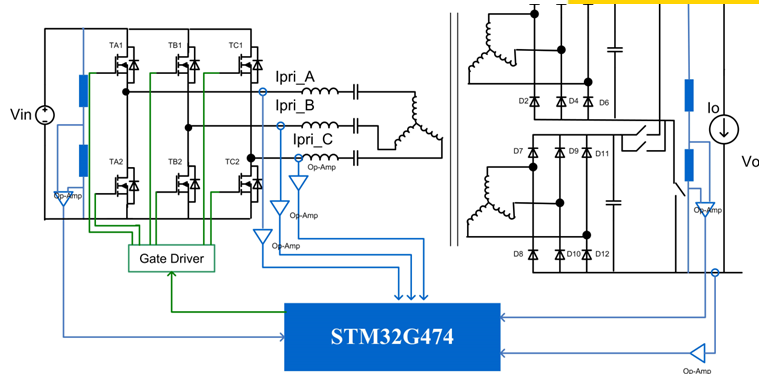 TA1
TB1
TC1
Ipri_A
Ipri_B
Ipri_C
Vin
Io
Vo
D2
D4
D6
D7
D9
D11
TA2
TB2
TC2
Op-Amp
Op-Amp
Op-Amp
Op-Amp
Op-Amp
D8
D10
D12
Gate Driver
STM32G474
Op-Amp